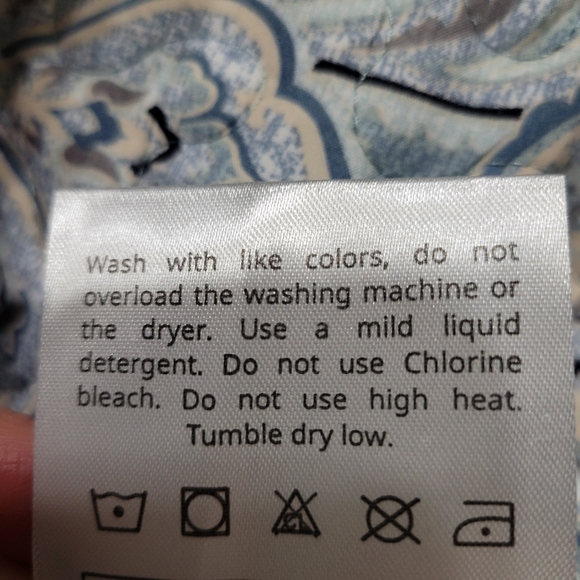 Wash with like colors, do not
overload the washing machine or
the dryer. Use a mild liquid
detergent. Do not use Chlorine
bleach. Do not use high heat.
Tumble dry low.
CL